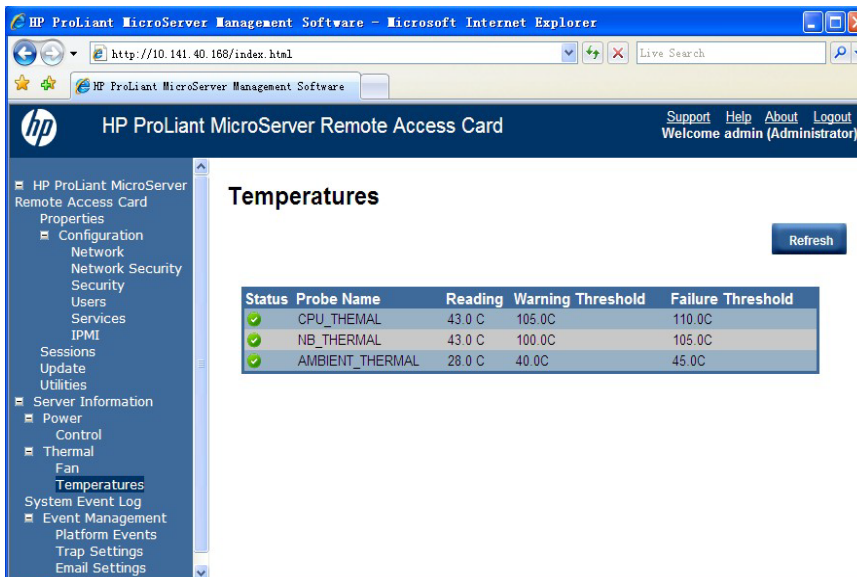 HP ProLiant MicroServer Management Software - Microsoft Internet Explorer
http://10.141.40.168/index.html
Live Search
HP ProLiant MicroServer Management Software
hp
HP ProLiant MicroServer Remote Access Card
Support Help About Logout
Welcome admin (Administrator)
HP ProLiant MicroServer
Remote Access Card
Properties
Configuration
Network
Network Security
Security
Users
Services
IPMI
Sessions
Update
Utilities
Server Information
Power
Control
Thermal
Fan
Temperatures
System Event Log
Event Management
Platform Events
Trap Settings
Email Settings
Temperatures
Refresh
Status Probe Name Reading Warning Threshold Failure Threshold
CPU_THEMAL 43.0 C 105.0C 110.0C
NB_THERMAL 43.0 C 100.0C 105.0C
AMBIENT_THERMAL 28.0 C 40.0C 45.0C